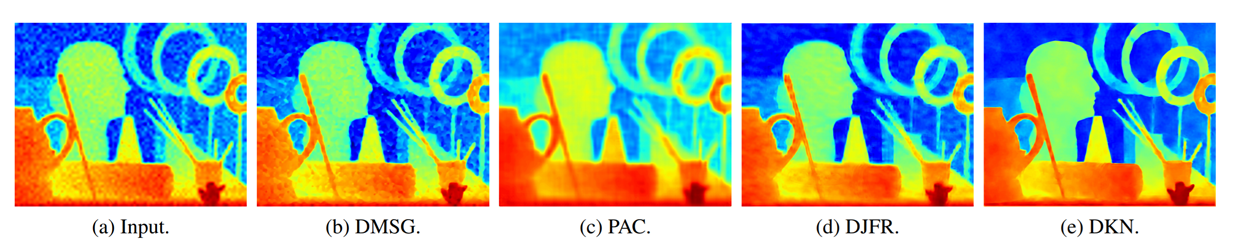 (a) Input. (b) DMSG. (c) PAC. (d) DJFR. (e) DKN.